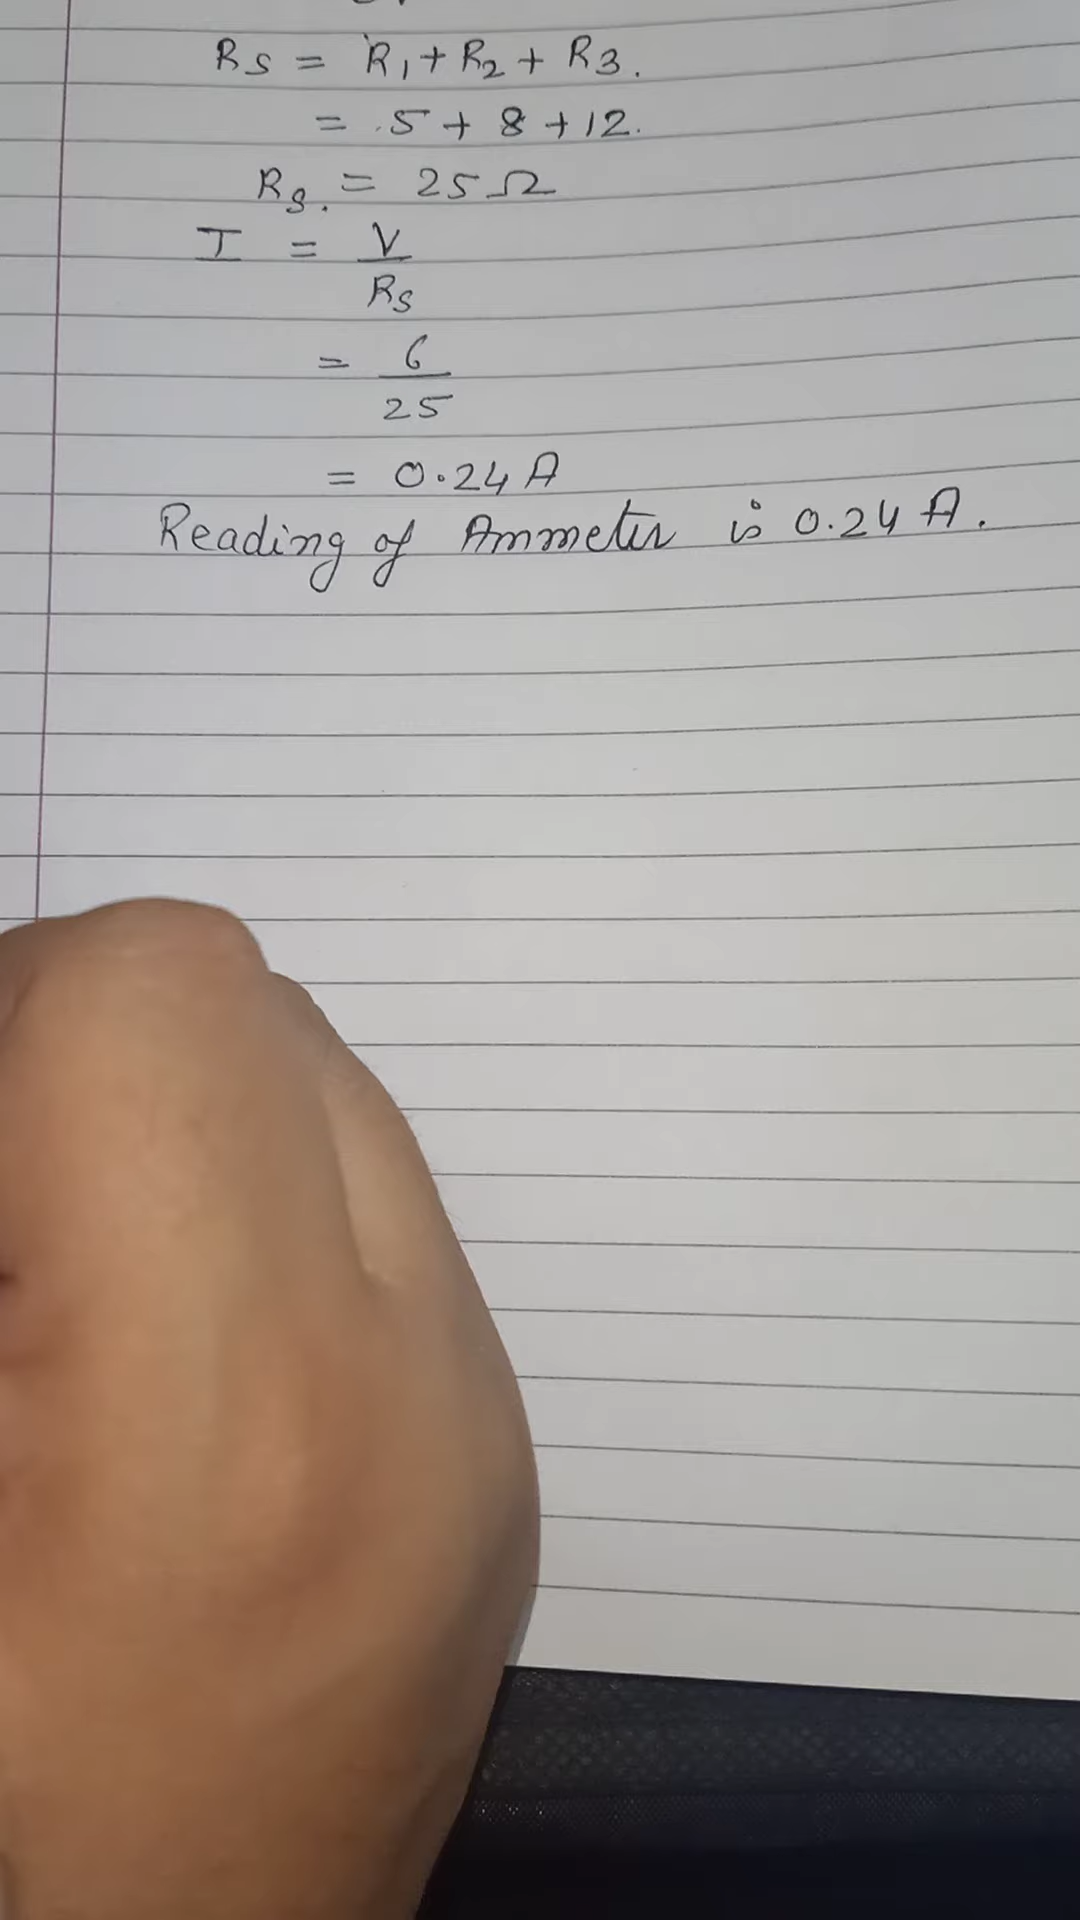 Rs = R₁ + R₂ + R3.
= .5 + 8 + 12.
Rs. = 25 Ω
I = V
Rs
= 6
25
= 0.24 A
Reading of Ammeter is 0.24 A.